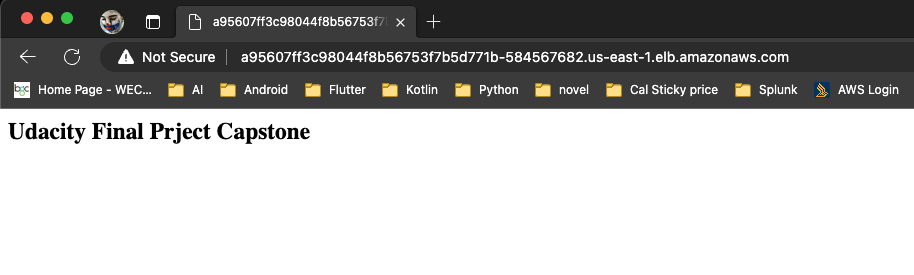 a95607ff3c98044f8b56753f7
Not Secure a95607ff3c98044f8b56753f7b5d771b-584567682.us-east-1.elb.amazonaws.com
Home Page - WEC... AI Android Flutter Kotlin Python novel Cal Sticky price Splunk AWS Login
Udacity Final Prject Capstone